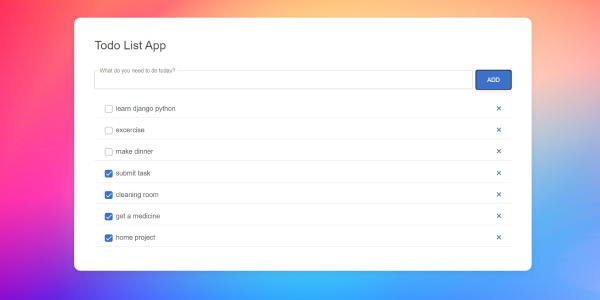 Todo List App
What do you need to do today?
ADD
learn django python
excercise
make dinner
submit task
cleaning room
get a medicine
home project